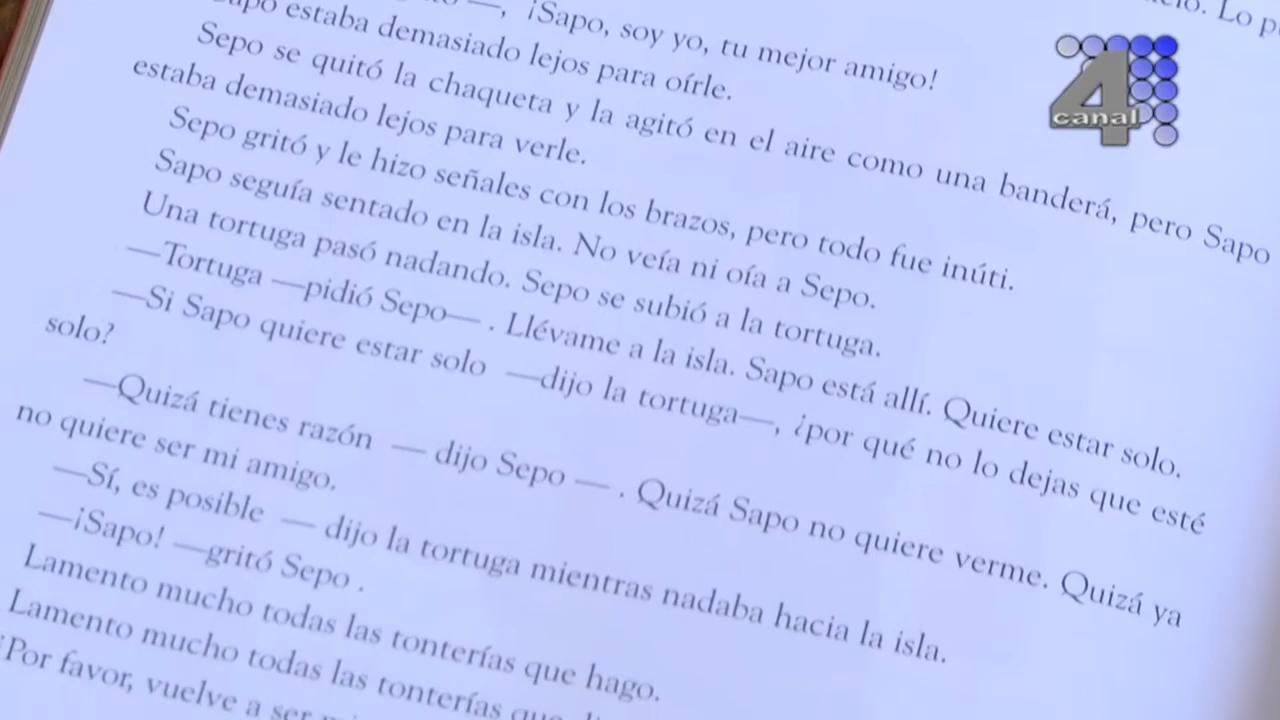 —, ¡Sapo, soy yo, tu mejor amigo!
Sapo estaba demasiado lejos para oírle.
Sepo se quitó la chaqueta y la agitó en el aire como una banderá, pero Sapo
estaba demasiado lejos para verle.
Sepo gritó y le hizo señales con los brazos, pero todo fue inúti.
Sapo seguía sentado en la isla. No veía ni oía a Sepo.
Una tortuga pasó nadando. Sepo se subió a la tortuga.
—Tortuga —pidió Sepo— . Llévame a la isla. Sapo está allí. Quiere estar solo.
—Si Sapo quiere estar solo —dijo la tortuga—, ¿por qué no lo dejas que esté
solo?
—Quizá tienes razón — dijo Sepo — . Quizá Sapo no quiere verme. Quizá ya
no quiere ser mi amigo.
—Sí, es posible — dijo la tortuga mientras nadaba hacia la isla.
—¡Sapo! —gritó Sepo .
Lamento mucho todas las tonterías que hago.
Lamento mucho todas las tonterías que
¡Por favor, vuelve a ser
Lo
4
canal